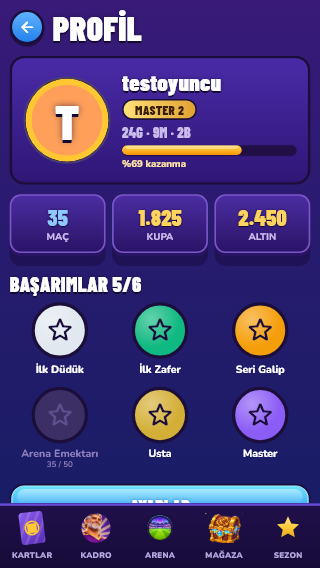 PROFİL
T
testoyuncu
MASTER 2
24G · 9M · 2B
%69 kazanma
35
MAÇ
1.825
KUPA
2.450
ALTIN
BAŞARIMLAR 5/6
İlk Düdük
İlk Zafer
Seri Galip
Arena Emektarı
35 / 50
Usta
Master
KARTLAR
KADRO
ARENA
MAĞAZA
SEZON